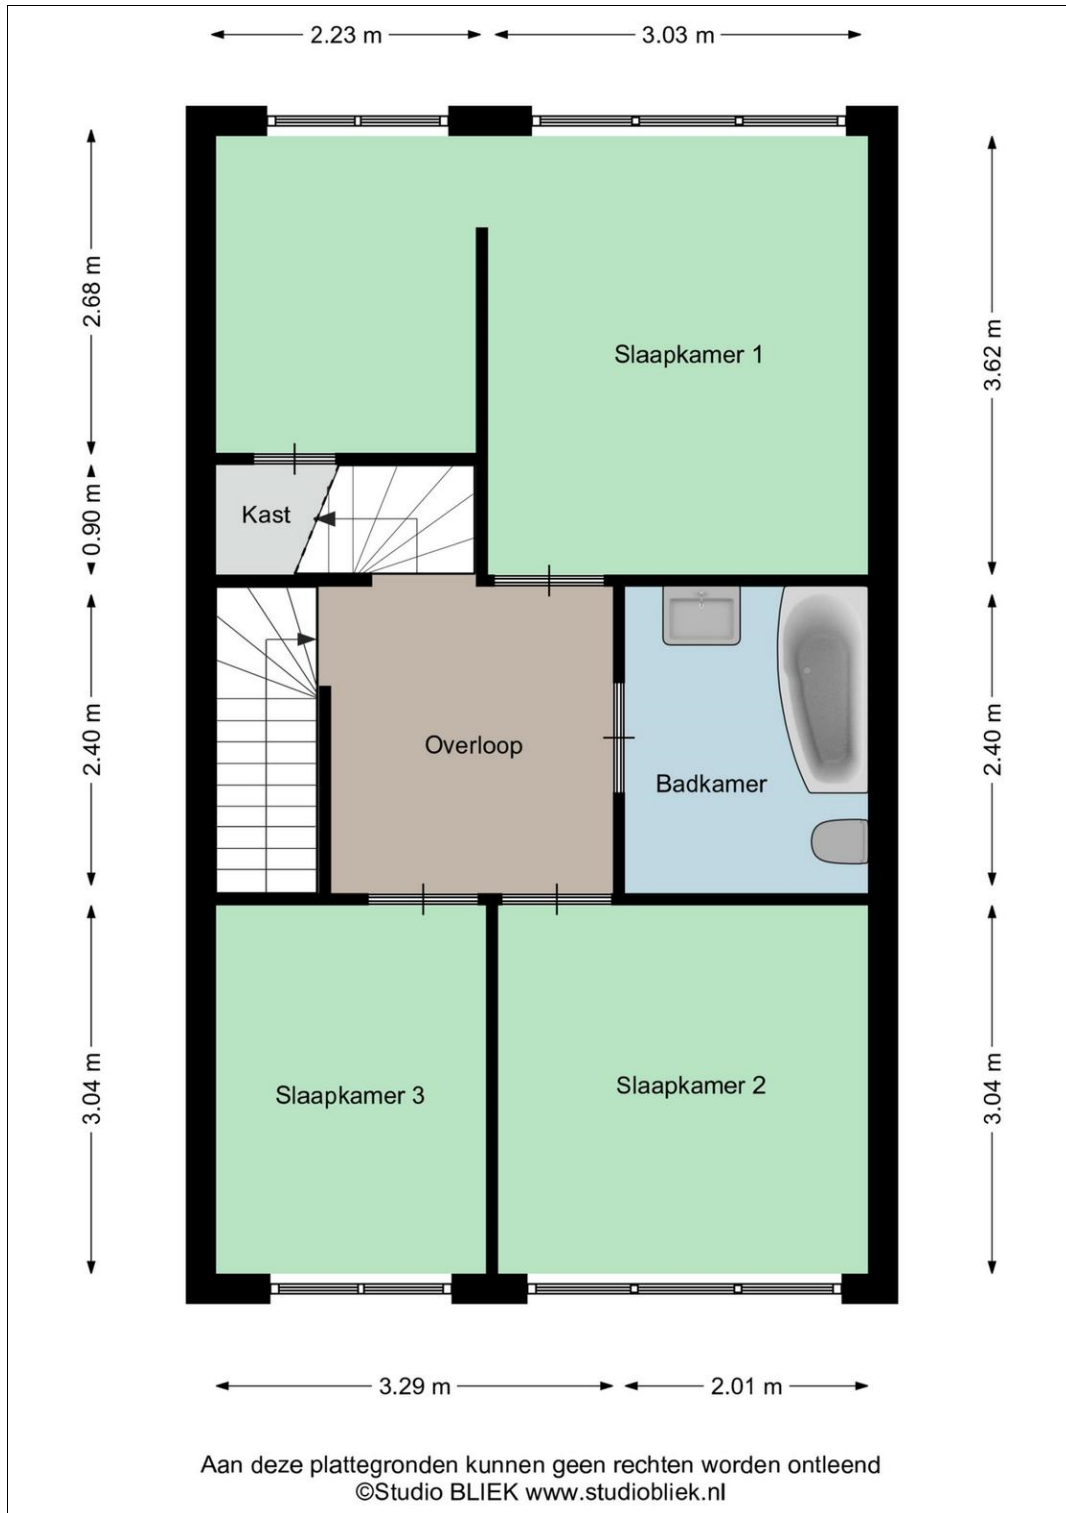 2.23 m
3.03 m
2.68 m
3.62 m
Slaapkamer 1
0.90 m
Kast
2.40 m
Overloop
Badkamer
2.40 m
3.04 m
Slaapkamer 3
Slaapkamer 2
3.04 m
3.29 m
2.01 m
Aan deze plattegronden kunnen geen rechten worden ontleend
©Studio BLIEK www.studiobliek.nl